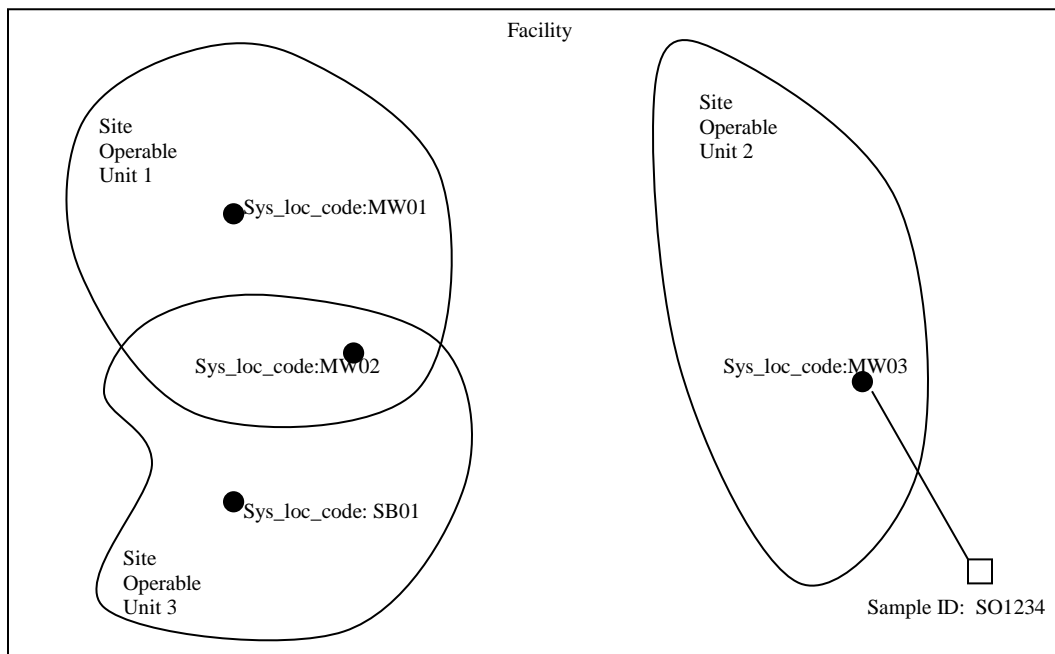 Facility
Site
Operable
Unit 1
Sys_loc_code:MW01
Sys_loc_code:MW02
Sys_loc_code: SB01
Site
Operable
Unit 3
Site
Operable
Unit 2
Sys_loc_code:MW03
Sample ID:  SO1234